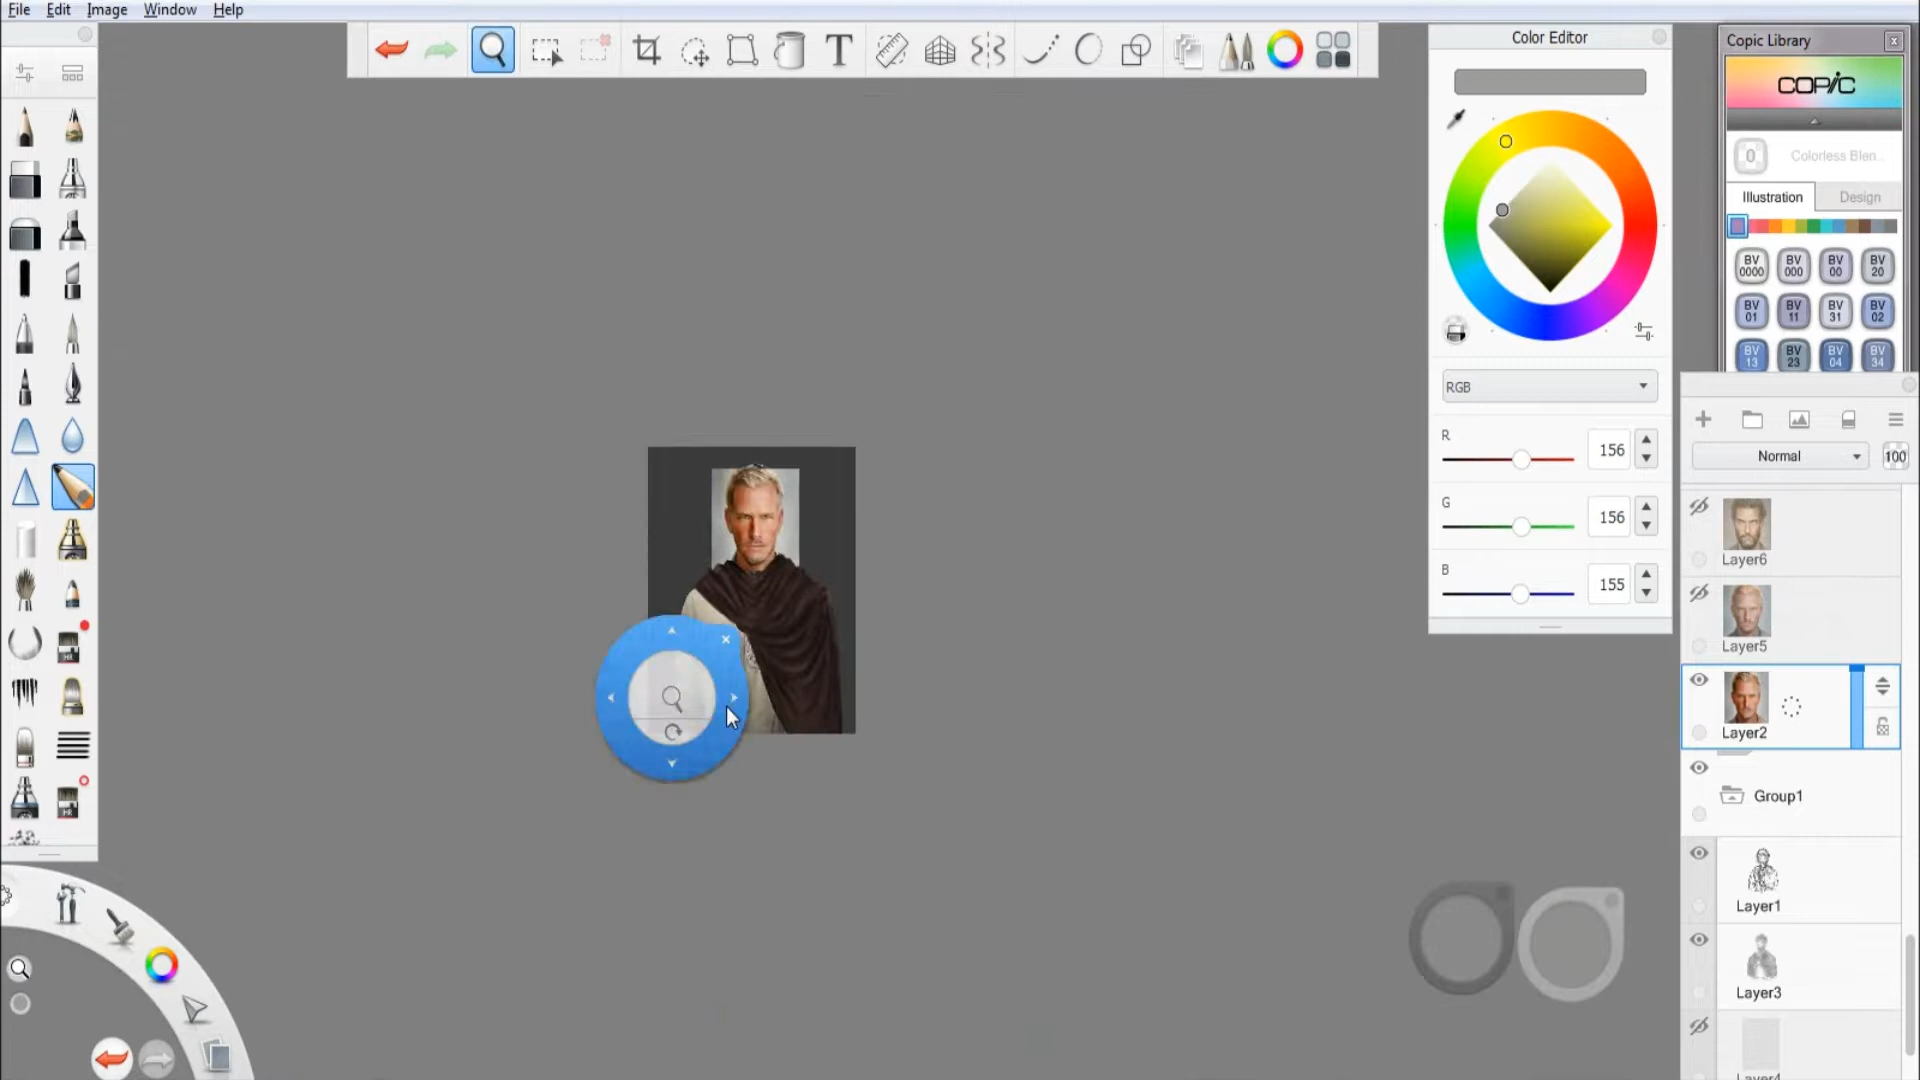 File Edit Image Window Help
T
Color Editor
RGB
R
156
G
156
B
155
Copic Library
COPIC
0 Colorless Blen..
Illustration Design
BV 0000 BV 000 BV 00 BV 20
BV 01 BV 11 BV 31 BV 02
BV 13 BV 23 BV 04 BV 34
Normal 100
Layer6
Layer5
Layer2
Group1
Layer1
Layer3